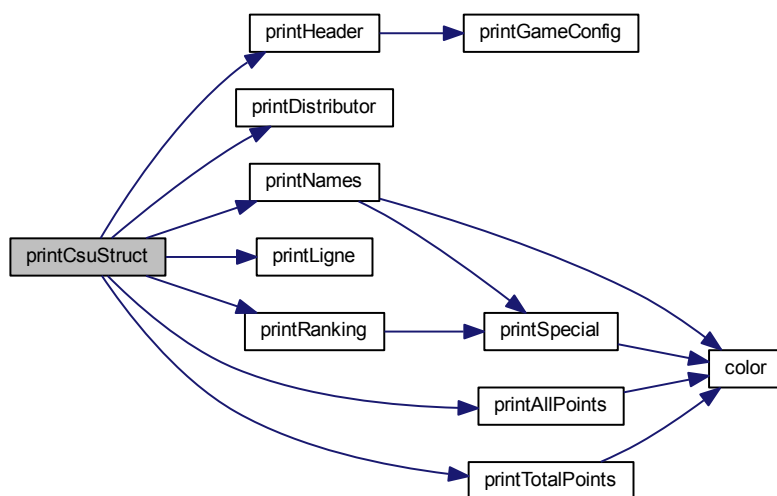 printHeader
printGameConfig
printDistributor
printNames
printCsuStruct
printLigne
printRanking
printSpecial
color
printAllPoints
printTotalPoints